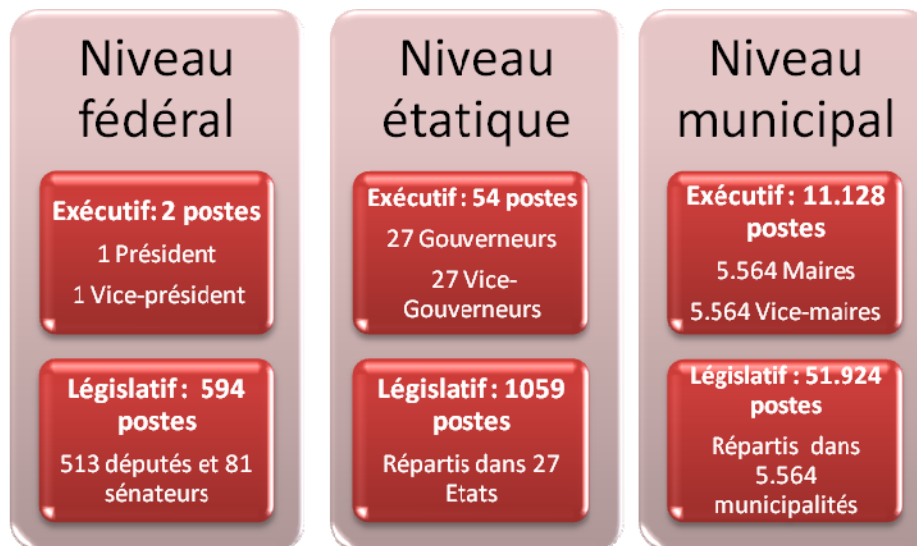 Niveau
fédéral
Exécutif: 2 postes
1 Président
1 Vice-président
Législatif : 594
postes
513 députés et 81
sénateurs
Niveau
étatique
Exécutif : 54 postes
27 Gouverneurs
27 Vice-
Gouverneurs
Législatif : 1059
postes
Répartis dans 27
Etats
Niveau
municipal
Exécutif : 11.128
postes
5.564 Maires
5.564 Vice-maires
Législatif : 51.924
postes
Répartis dans
5.564
municipalités